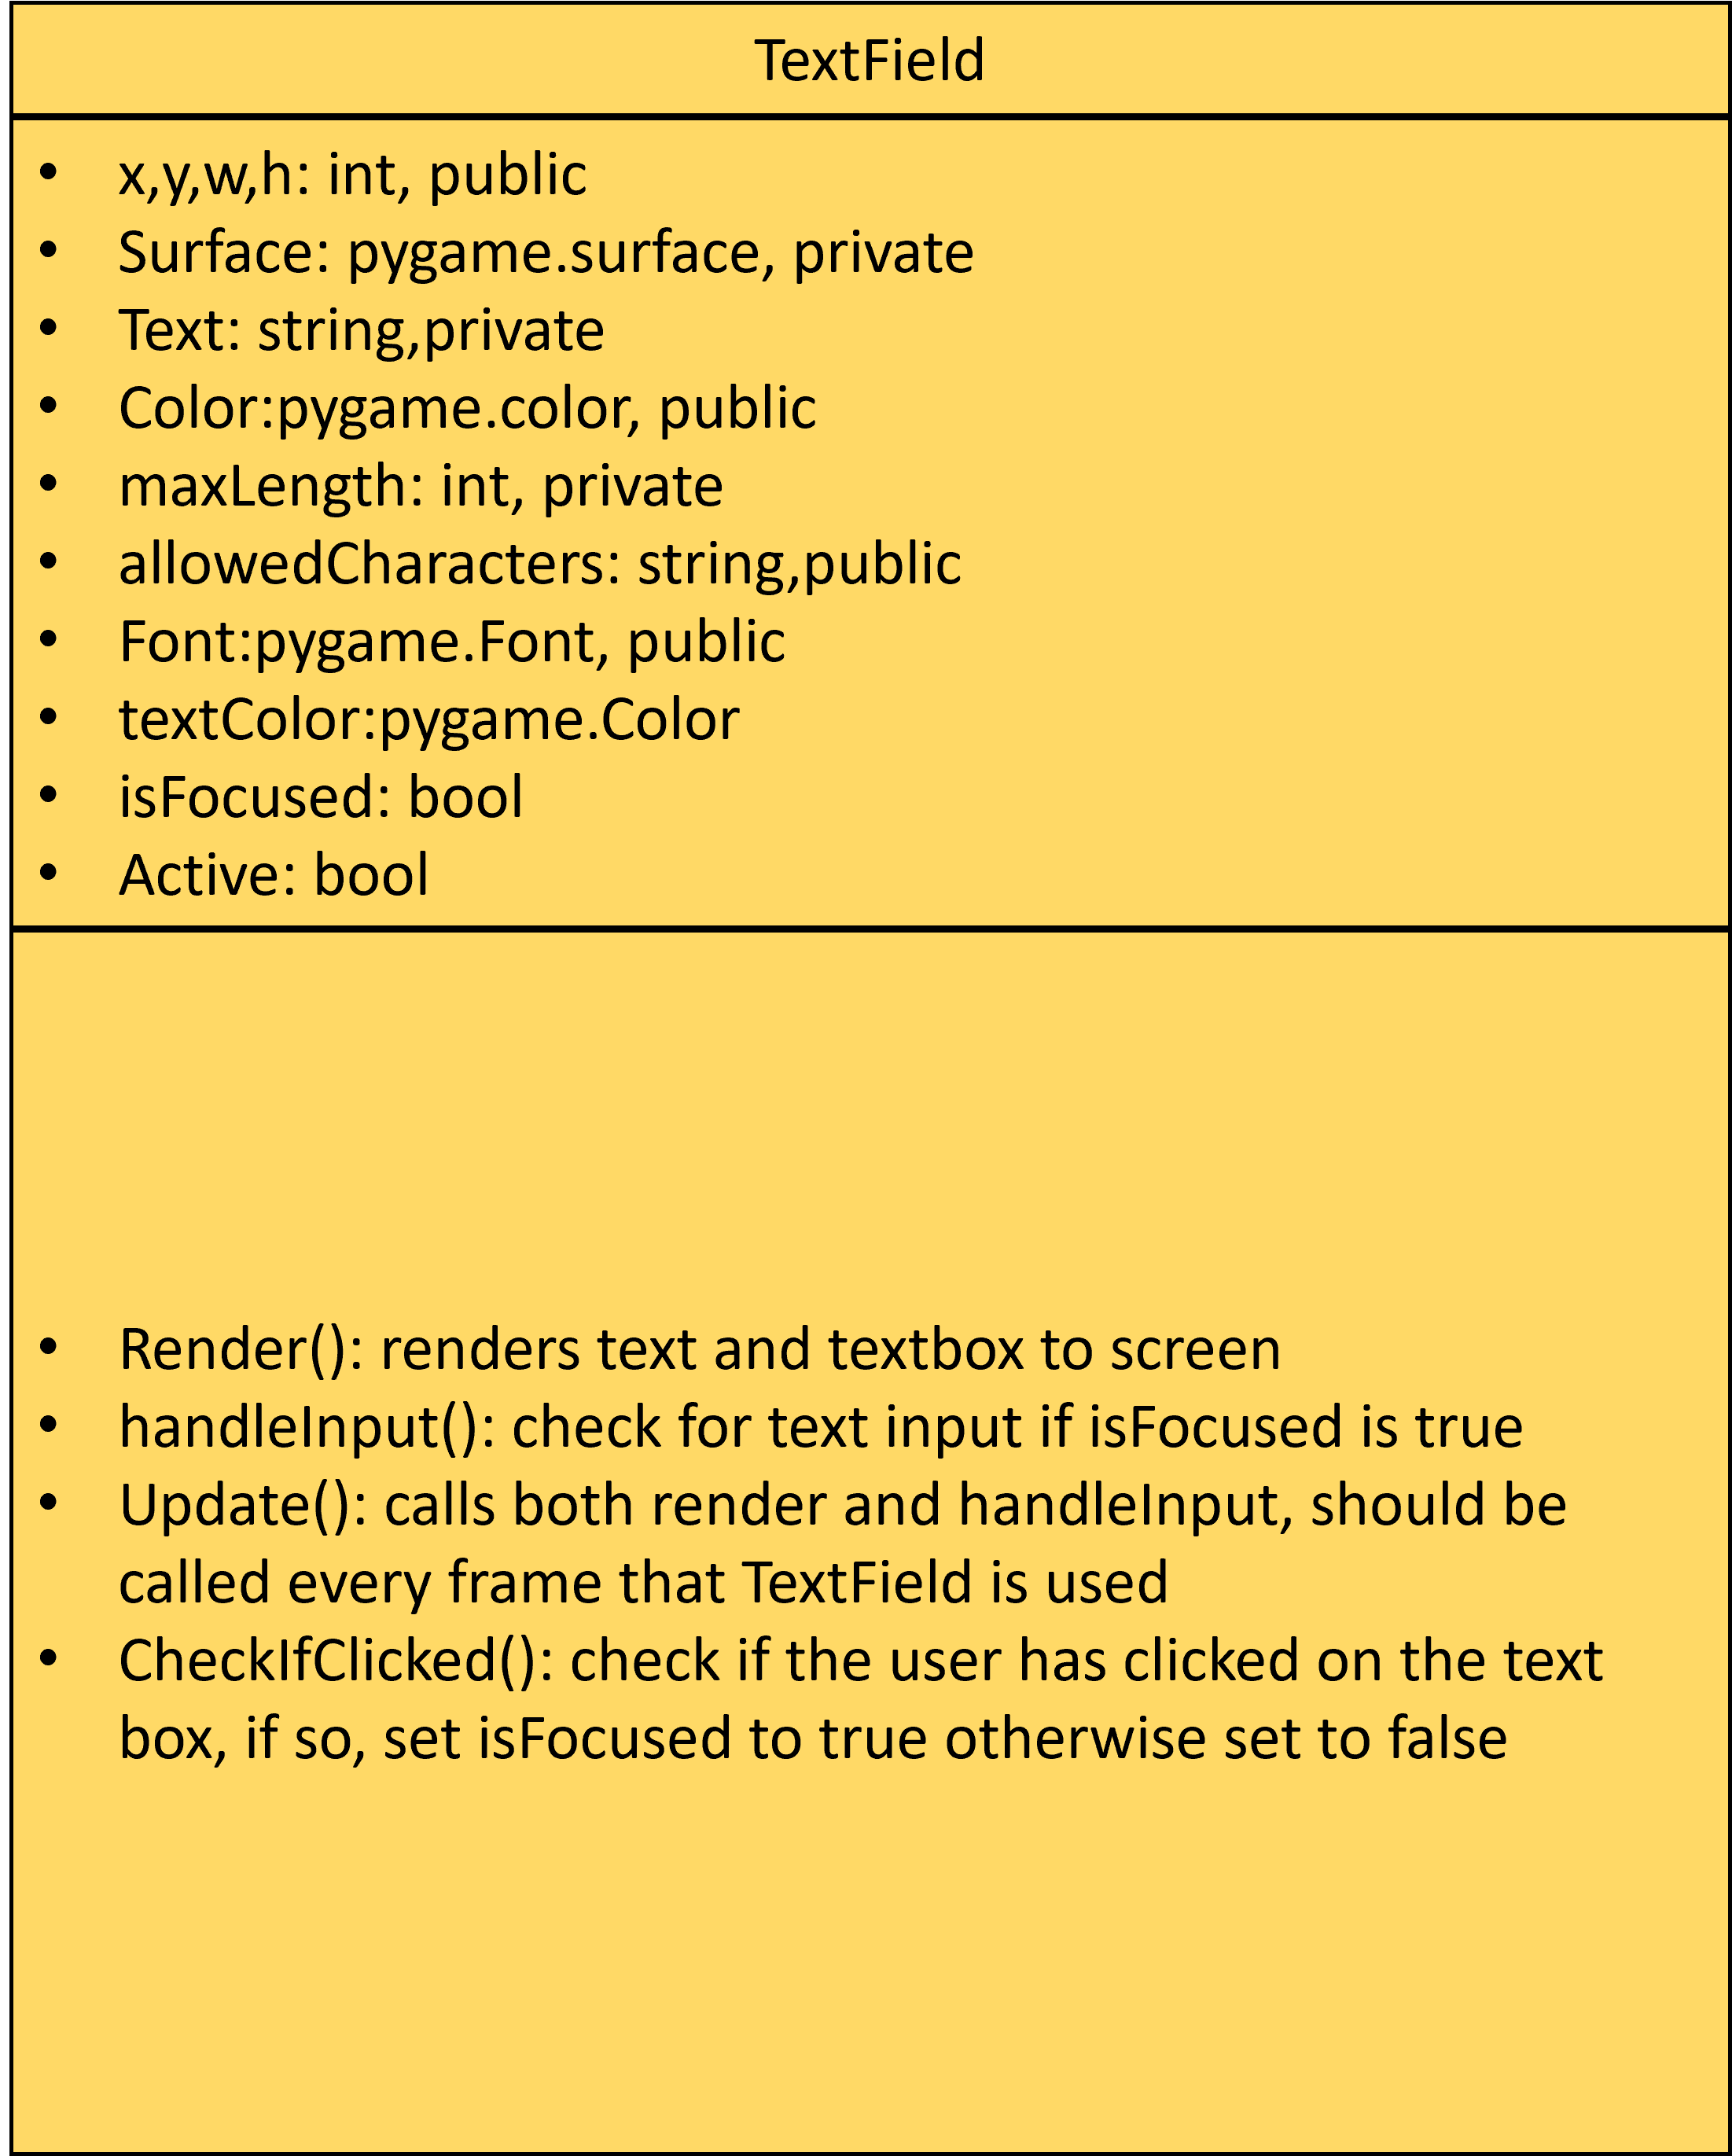 TextField
• x,y,w,h: int, public
• Surface: pygame.surface, private
• Text: string,private
• Color:pygame.color, public
• maxLength: int, private
• allowedCharacters: string,public
• Font:pygame.Font, public
• textColor:pygame.Color
• isFocused: bool
• Active: bool
• Render(): renders text and textbox to screen
• handleInput(): check for text input if isFocused is true
• Update(): calls both render and handleInput, should be
called every frame that TextField is used
• CheckIfClicked(): check if the user has clicked on the text
box, if so, set isFocused to true otherwise set to false